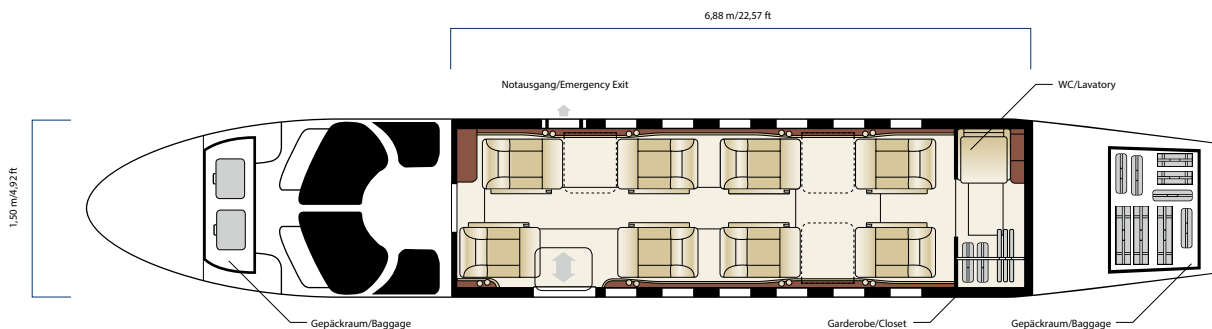 6,88 m/22,57 ft
Notausgang/Emergency Exit
WC/Lavatory
1,50 m/4,92 ft
Gepäckraum/Baggage
Garderobe/Closet
Gepäckraum/Baggage